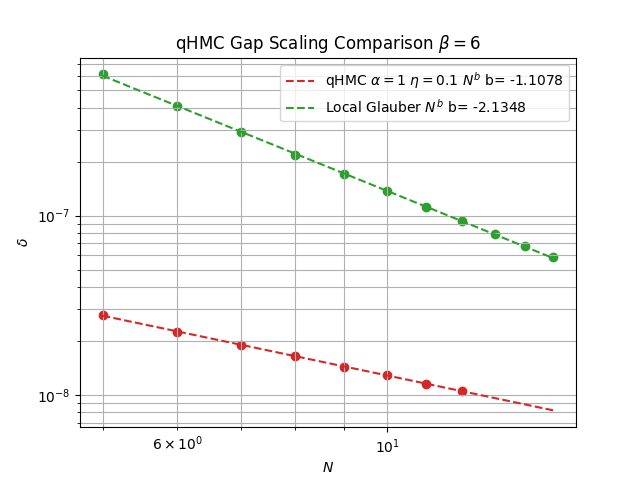 qHMC Gap Scaling Comparison β = 6
qHMC α = 1 η = 0.1 N^b b= -1.1078
Local Glauber N^b b= -2.1348
δ
10^−7
10^−8
6 × 10^0
10^1
N